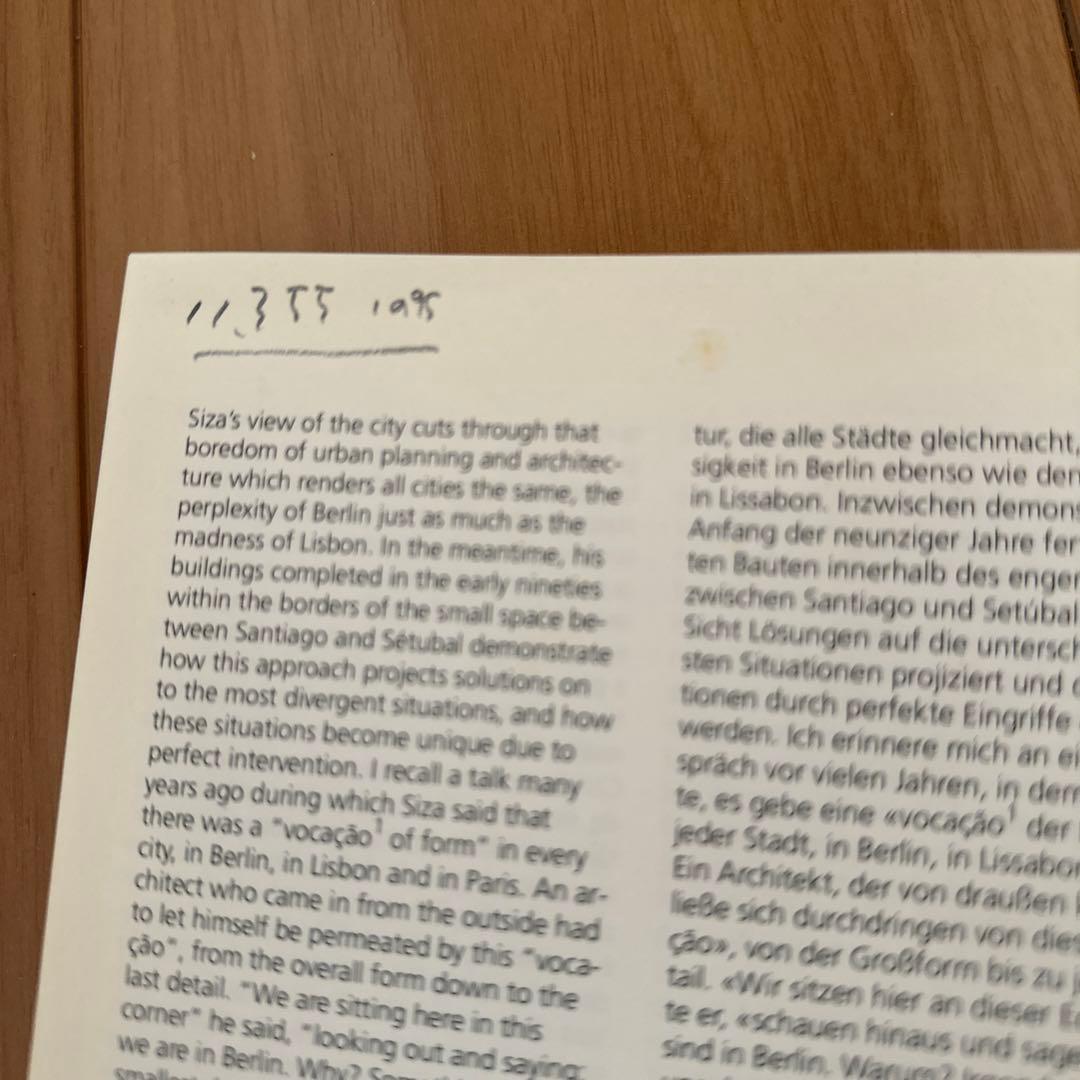 11,355 1995
Siza's view of the city cuts through that
boredom of urban planning and architec-
ture which renders all cities the same, the
perplexity of Berlin just as much as the
madness of Lisbon. In the meantime, his
buildings completed in the early nineties
within the borders of the small space be-
tween Santiago and Sétubal demonstrate
how this approach projects solutions on
to the most divergent situations, and how
these situations become unique due to
perfect intervention. I recall a talk many
years ago during which Siza said that
there was a "vocação¹ of form" in every
city, in Berlin, in Lisbon and in Paris. An ar-
chitect who came in from the outside had
to let himself be permeated by this "voca-
ção", from the overall form down to the
last detail. "We are sitting here in this
corner" he said, "looking out and saying,
we are in Berlin. Why?
tur, die alle Städte gleichmacht,
sigkeit in Berlin ebenso wie den
in Lissabon. Inzwischen demons
Anfang der neunziger Jahre fer
ten Bauten innerhalb des enger
zwischen Santiago und Setúbal
Sicht Lösungen auf die untersch
sten Situationen projiziert und
tionen durch perfekte Eingriffe
werden. Ich erinnere mich an ei
spräch vor vielen Jahren, in dem
te, es gebe eine «vocação¹ der
jeder Stadt, in Berlin, in Lissabon
Ein Architekt, der von draußen
ließe sich durchdringen von dies
ção», von der Großform bis zu j
tail. «Wir sitzen hier an dieser
te er, «schauen hinaus und sage
sind in Berlin. Warum?